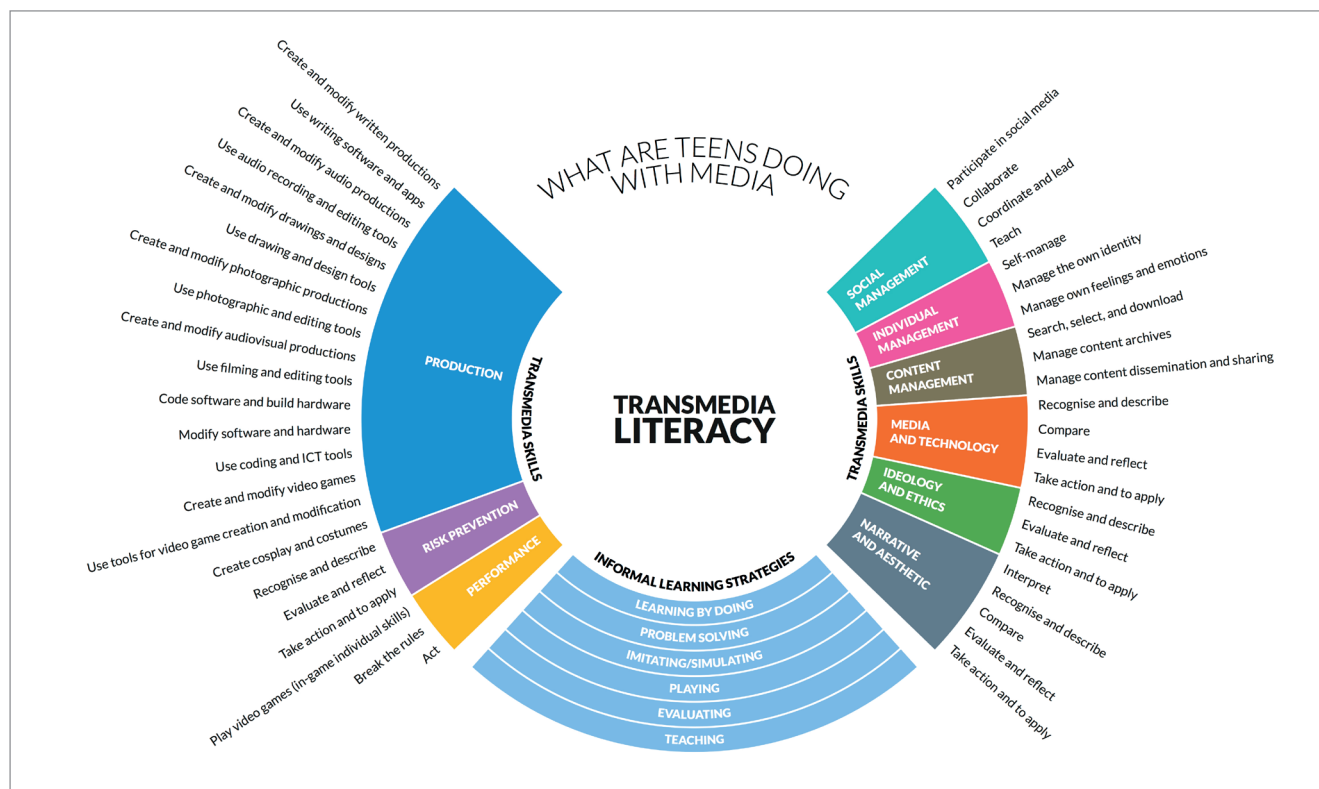 WHAT ARE TEENS DOING
WITH MEDIA
TRANSMEDIA
LITERACY
TRANSMEDIA SKILLS
PRODUCTION
Create and modify written productions
Use writing software and apps
Create and modify audio productions
Use audio recording and editing tools
Create and modify drawings and designs
Use drawing and design tools
Create and modify photographic productions
Use photographic and editing tools
Create and modify audiovisual productions
Use filming and editing tools
Code software and build hardware
Modify software and hardware
Use coding and ICT tools
Create and modify video games
Use tools for video game creation and modification
Create cosplay and costumes
RISK PREVENTION
Recognise and describe
Evaluate and reflect
Take action and to apply
PERFORMANCE
Play video games (in-game individual skills)
Break the rules
Act
INFORMAL LEARNING STRATEGIES
LEARNING BY DOING
PROBLEM SOLVING
IMITATING/SIMULATING
PLAYING
EVALUATING
TEACHING
TRANSMEDIA SKILLS
SOCIAL
MANAGEMENT
Participate in social media
Collaborate
Coordinate and lead
Teach
INDIVIDUAL
MANAGEMENT
Self-manage
Manage the own identity
Manage own feelings and emotions
CONTENT
MANAGEMENT
Search, select, and download
Manage content archives
Manage content dissemination and sharing
MEDIA
AND TECHNOLOGY
Recognise and describe
Compare
Evaluate and reflect
Take action and to apply
IDEOLOGY
AND ETHICS
Recognise and describe
Evaluate and reflect
Take action and to apply
NARRATIVE
AND AESTHETIC
Interpret
Recognise and describe
Compare
Evaluate and reflect
Take action and to apply